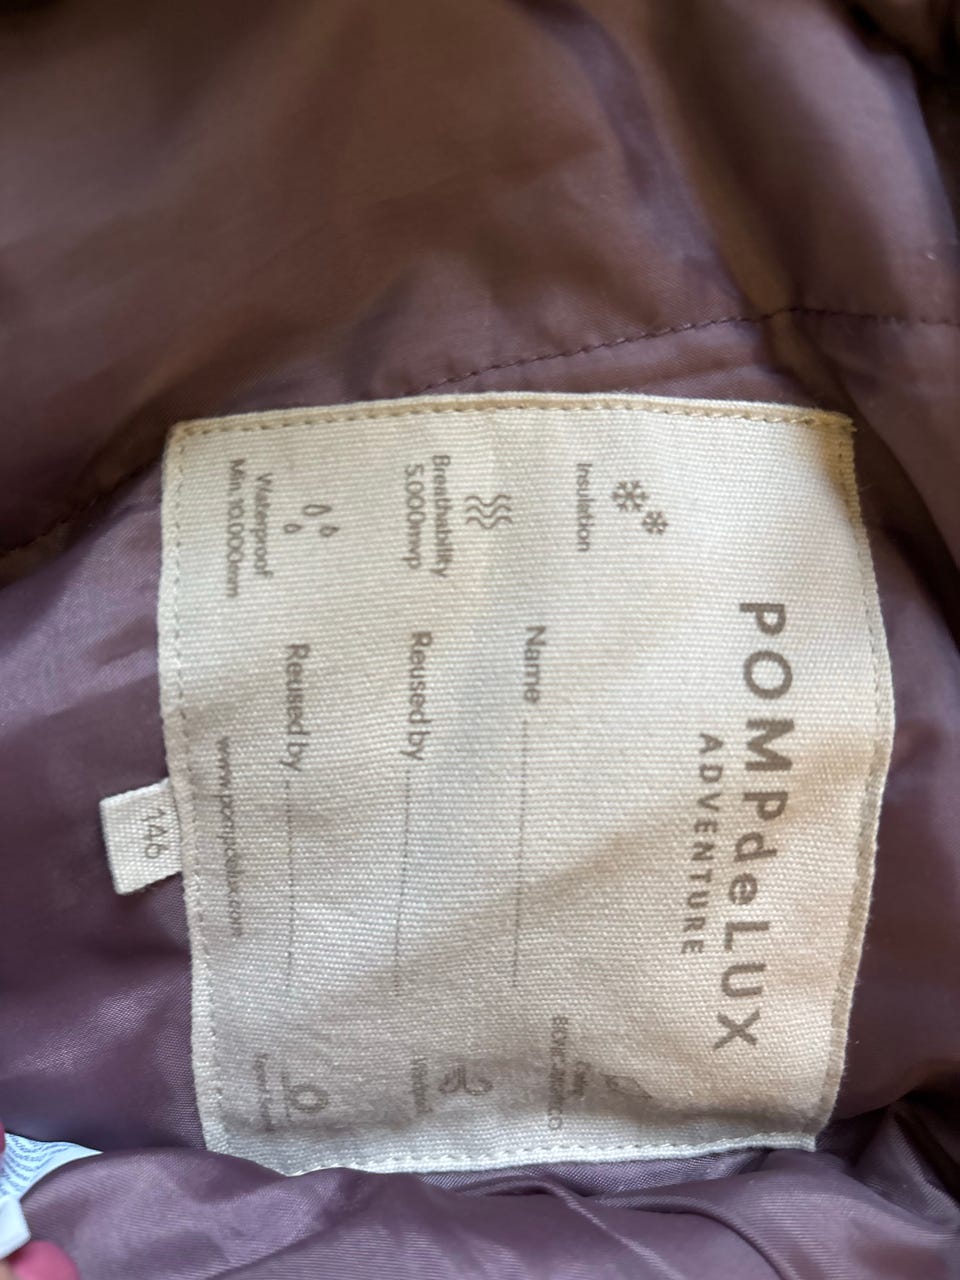 POMPdeLUX
ADVENTURE
Insulation
Breathability
5.000mvp
Waterproof
Min. 10.000mm
Name
Reused by
Reused by
www.pompdelux.com
146